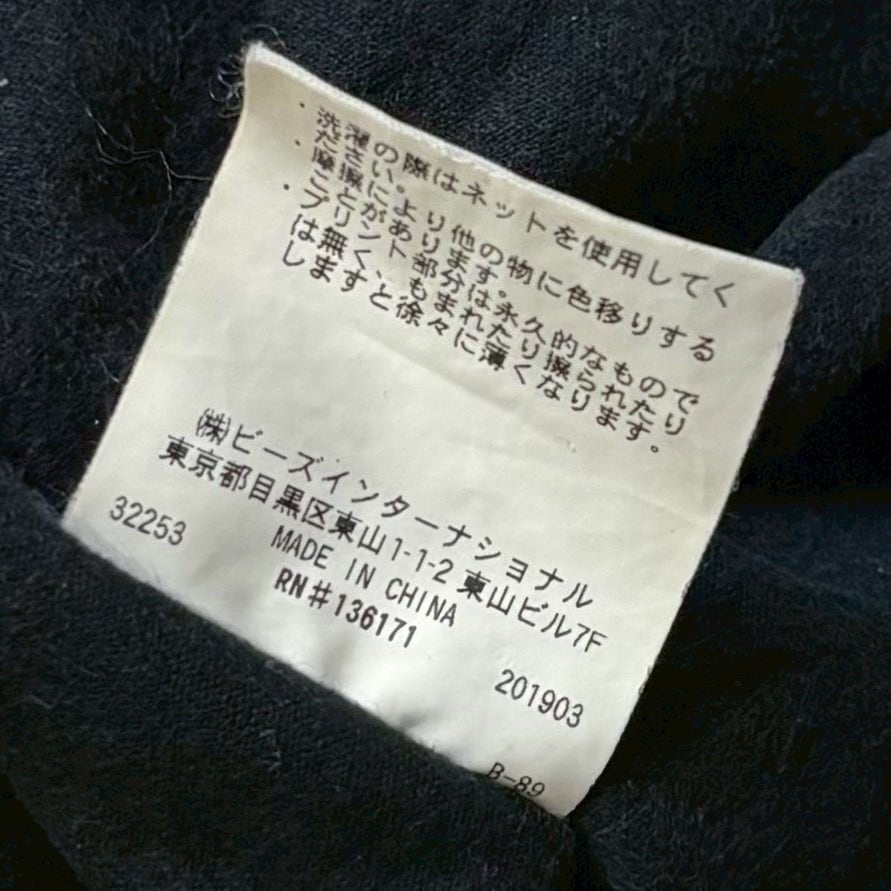 ・洗濯の際はネットを使用してく
ださい。
・摩擦により他の物に色移りする
ことがあります。
・プリント部分は永久的なもので
は無く、もまれたり擦られたり
しますと徐々に薄くなります。
㈱ビーズインターナショナル
東京都目黒区東山1-1-2 東山ビル7F
32253
MADE IN CHINA
RN#136171
201903
B-89